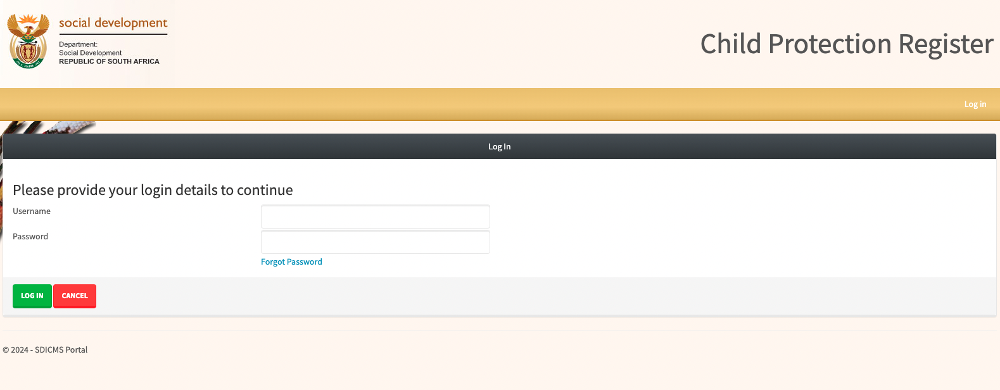 social development
Department:
Social Development
REPUBLIC OF SOUTH AFRICA
Child Protection Register
Log in
Log In
Please provide your login details to continue
Username
Password
Forgot Password
LOG IN
CANCEL
© 2024 - SDICMS Portal